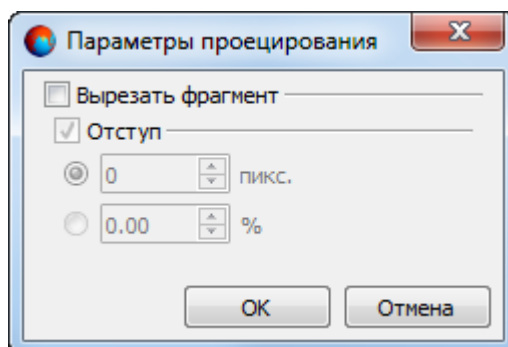 Параметры проецирования
Вырезать фрагмент
Отступ
0 пикс.
0.00 %
OK Отмена